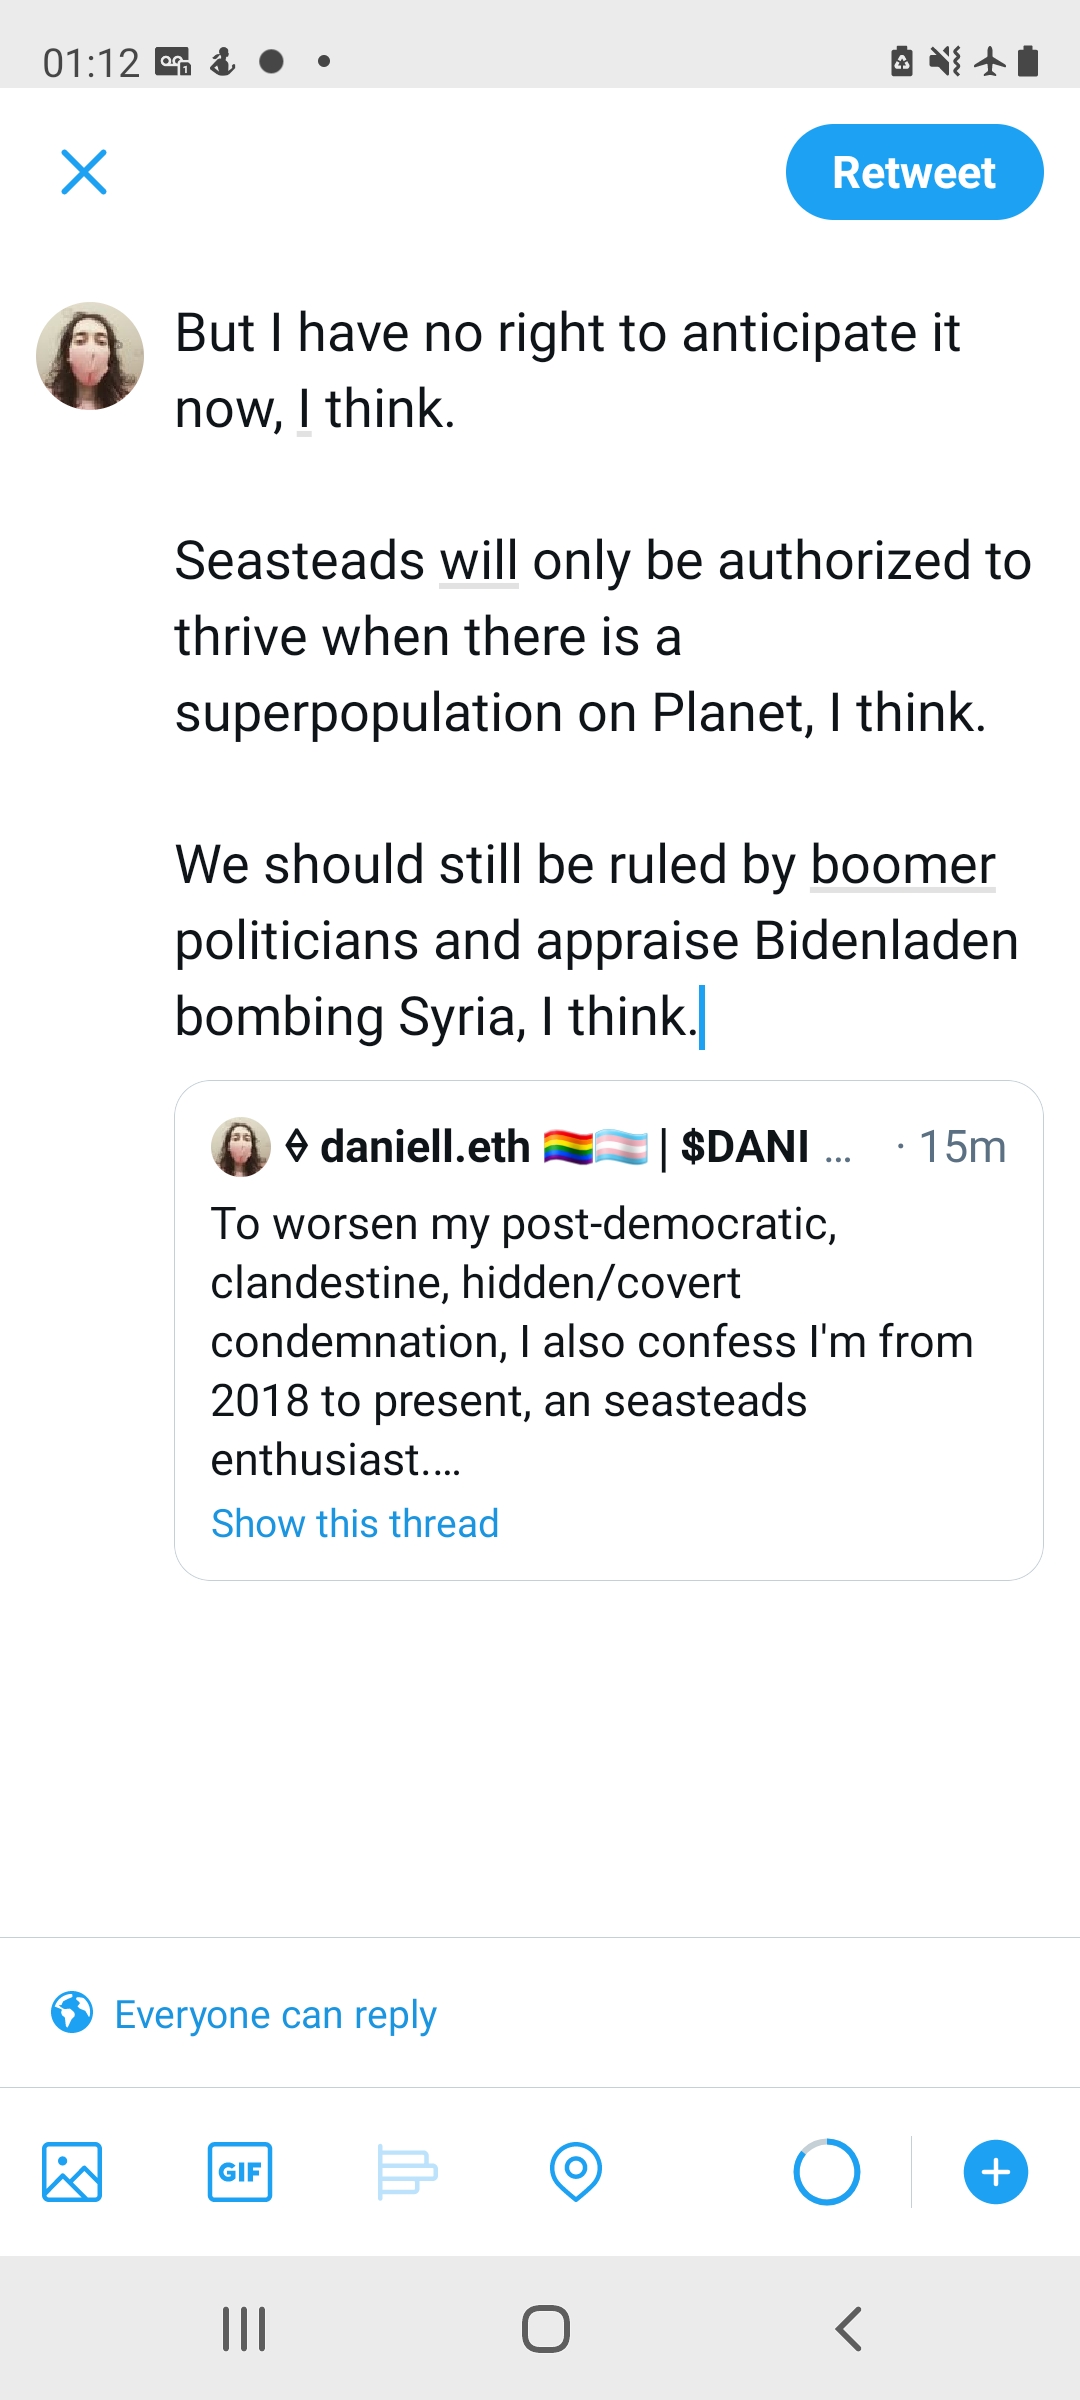 01:12
Retweet
But I have no right to anticipate it
now, I think.
Seasteads will only be authorized to
thrive when there is a
superpopulation on Planet, I think.
We should still be ruled by boomer
politicians and appraise Bidenladen
bombing Syria, I think.
daniell.eth 🏳️‍🌈🏳️‍⚧️ | $DANI ... · 15m
To worsen my post-democratic,
clandestine, hidden/covert
condemnation, I also confess I'm from
2018 to present, an seasteads
enthusiast.…
Show this thread
Everyone can reply
GIF